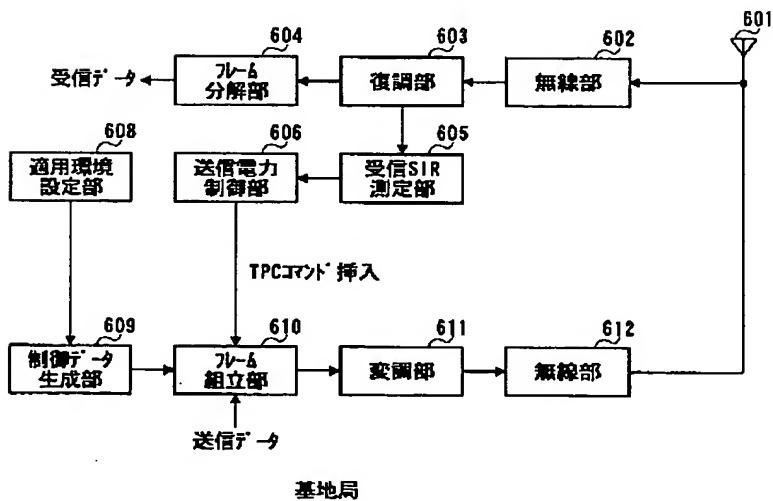 601
604
603
602
受信ﾃﾞｰﾀ
ﾌﾚｰﾑ
分解部
復調部
無線部
608
606
605
適用環境
設定部
送信電力
制御部
受信SIR
測定部
TPCｺﾏﾝﾄﾞ挿入
609
610
611
612
制御ﾃﾞｰﾀ
生成部
ﾌﾚｰﾑ
組立部
変調部
無線部
送信ﾃﾞｰﾀ
基地局